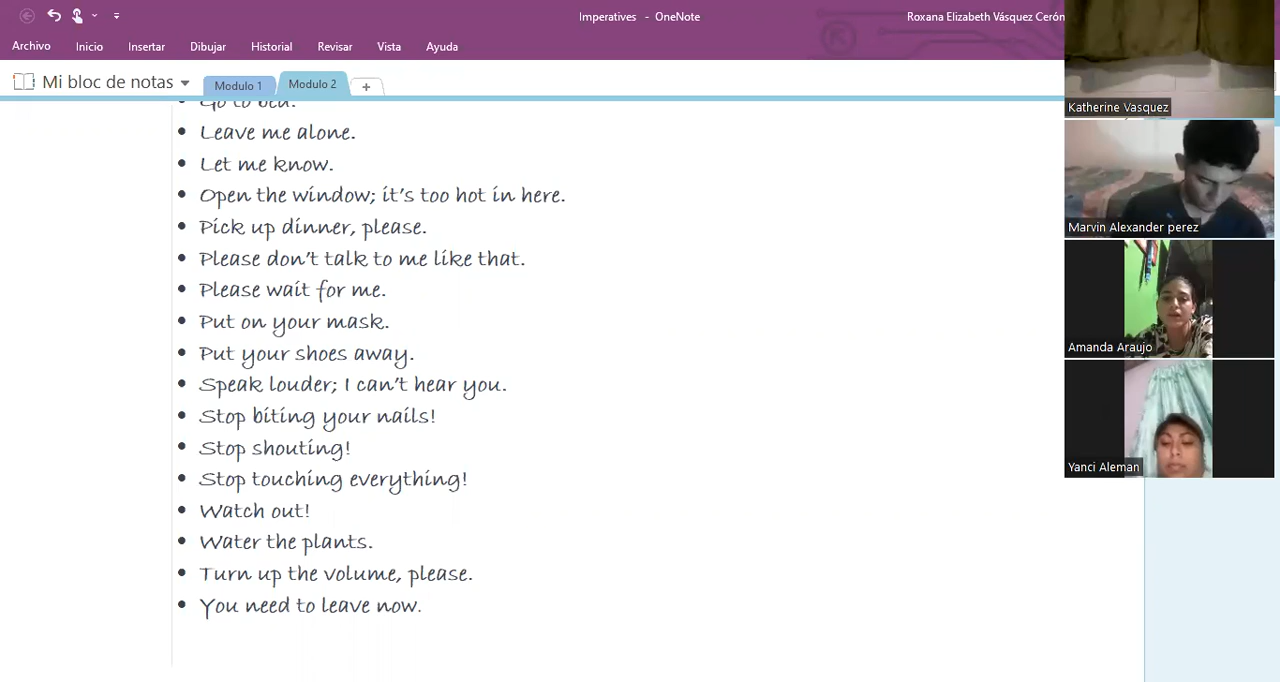 Imperatives - OneNote
Roxana Elizabeth Vásquez Cerón
Archivo Inicio Insertar Dibujar Historial Revisar Vista Ayuda
Mi bloc de notas Modulo 1 Modulo 2 +
Go to bed.
Leave me alone.
Let me know.
Open the window; it's too hot in here.
Pick up dinner, please.
Please don't talk to me like that.
Please wait for me.
Put on your mask.
Put your shoes away.
Speak louder; I can't hear you.
Stop biting your nails!
Stop shouting!
Stop touching everything!
Watch out!
Water the plants.
Turn up the volume, please.
You need to leave now.
Katherine Vasquez
Marvin Alexander perez
Amanda Araujo
Yanci Aleman